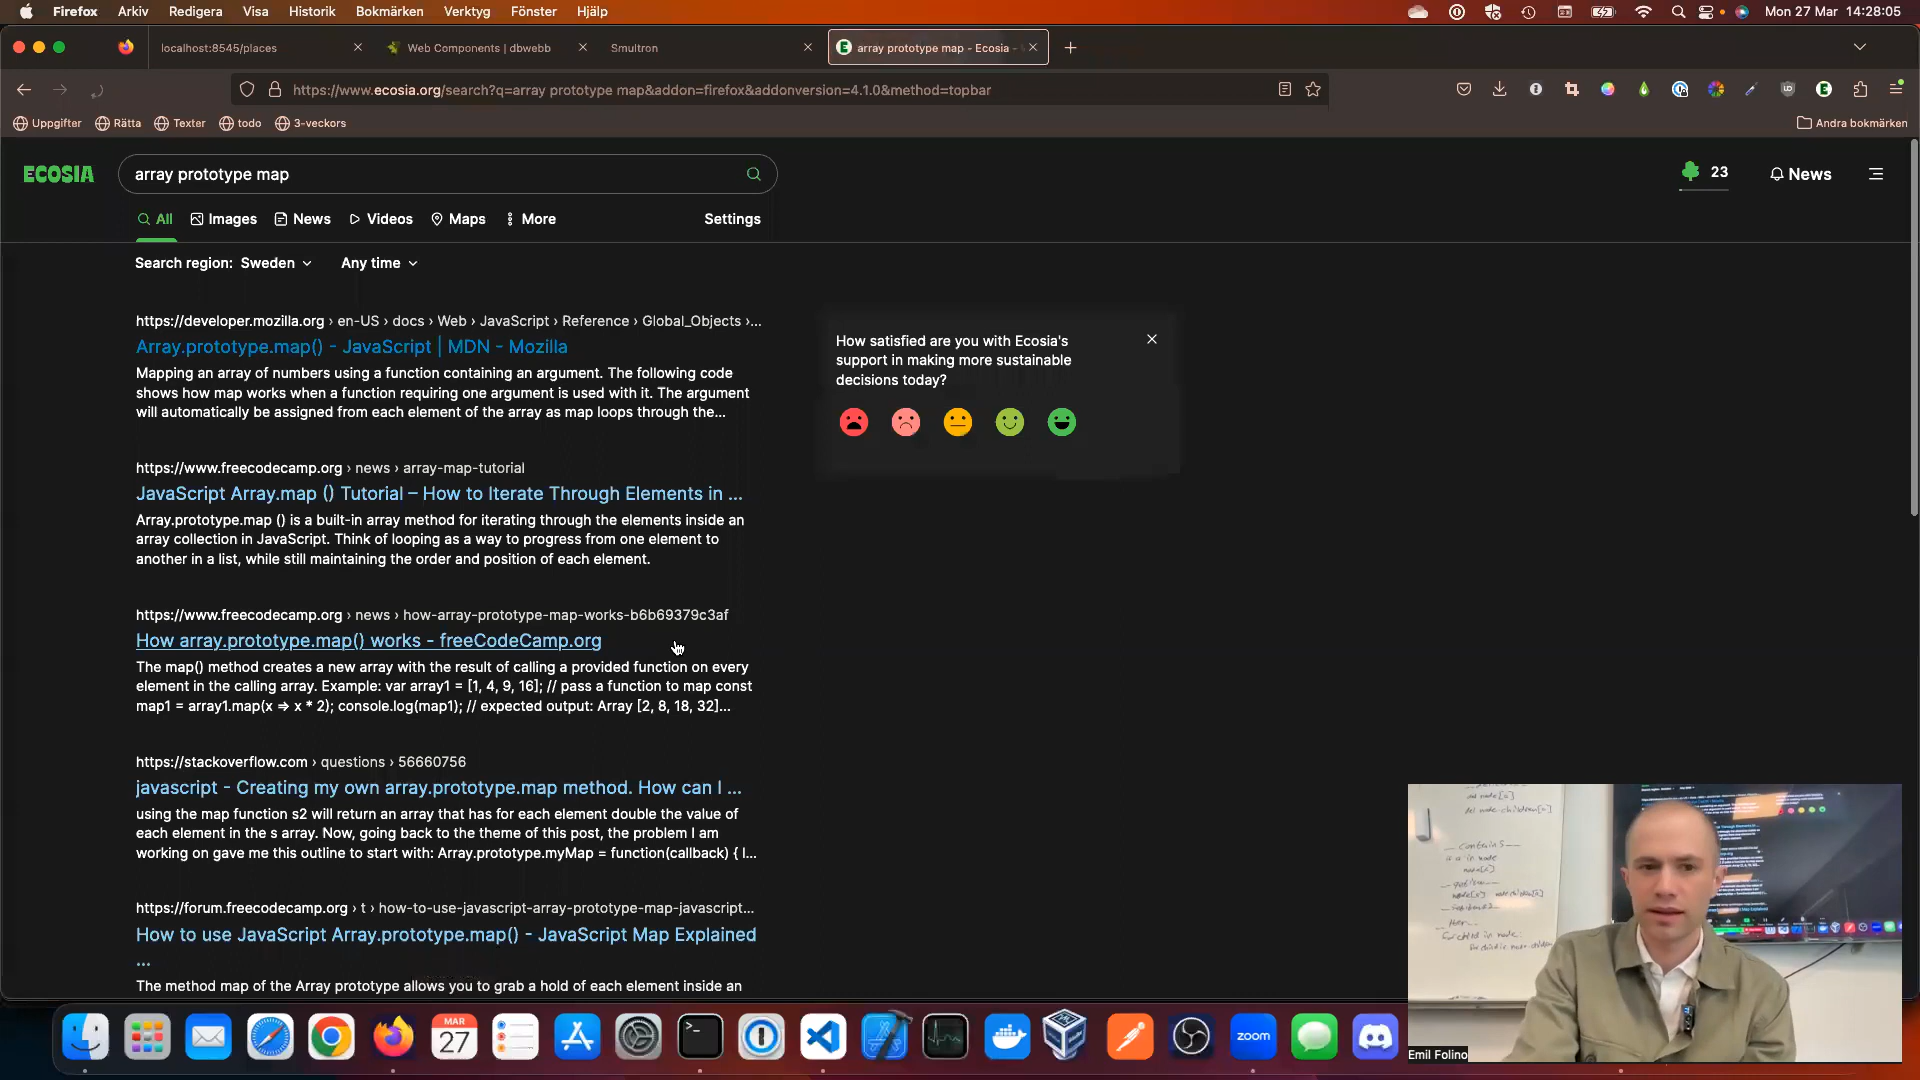 Firefox Arkiv Redigera Visa Historik Bokmärken Verktyg Fönster Hjälp Mon 27 Mar 14:28:05
localhost:8545/places Web Components | dbwebb Smultron array prototype map - Ecosia -
https://www.ecosia.org/search?q=array prototype map&addon=firefox&addonversion=4.1.0&method=topbar
Uppgifter Rätta Texter todo 3-veckors Andra bokmärken
ECOSIA array prototype map 23 News
All Images News Videos Maps More Settings
Search region: Sweden Any time
https://developer.mozilla.org › en-US › docs › Web › JavaScript › Reference › Global_Objects ›...
Array.prototype.map() - JavaScript | MDN - Mozilla
Mapping an array of numbers using a function containing an argument. The following code
shows how map works when a function requiring one argument is used with it. The argument
will automatically be assigned from each element of the array as map loops through the...
How satisfied are you with Ecosia's
support in making more sustainable
decisions today?
https://www.freecodecamp.org › news › array-map-tutorial
JavaScript Array.map () Tutorial – How to Iterate Through Elements in ...
Array.prototype.map () is a built-in array method for iterating through the elements inside an
array collection in JavaScript. Think of looping as a way to progress from one element to
another in a list, while still maintaining the order and position of each element.
https://www.freecodecamp.org › news › how-array-prototype-map-works-b6b69379c3af
How array.prototype.map() works - freeCodeCamp.org
The map() method creates a new array with the result of calling a provided function on every
element in the calling array. Example: var array1 = [1, 4, 9, 16]; // pass a function to map const
map1 = array1.map(x => x * 2); console.log(map1); // expected output: Array [2, 8, 18, 32]...
https://stackoverflow.com › questions › 56660756
javascript - Creating my own array.prototype.map method. How can I ...
using the map function s2 will return an array that has for each element double the value of
each element in the s array. Now, going back to the theme of this post, the problem I am
working on gave me this outline to start with: Array.prototype.myMap = function(callback) { l...
https://forum.freecodecamp.org › t › how-to-use-javascript-array-prototype-map-javascript...
How to use JavaScript Array.prototype.map() - JavaScript Map Explained
...
The method map of the Array prototype allows you to grab a hold of each element inside an
MAR
27
zoom
Emil Folino